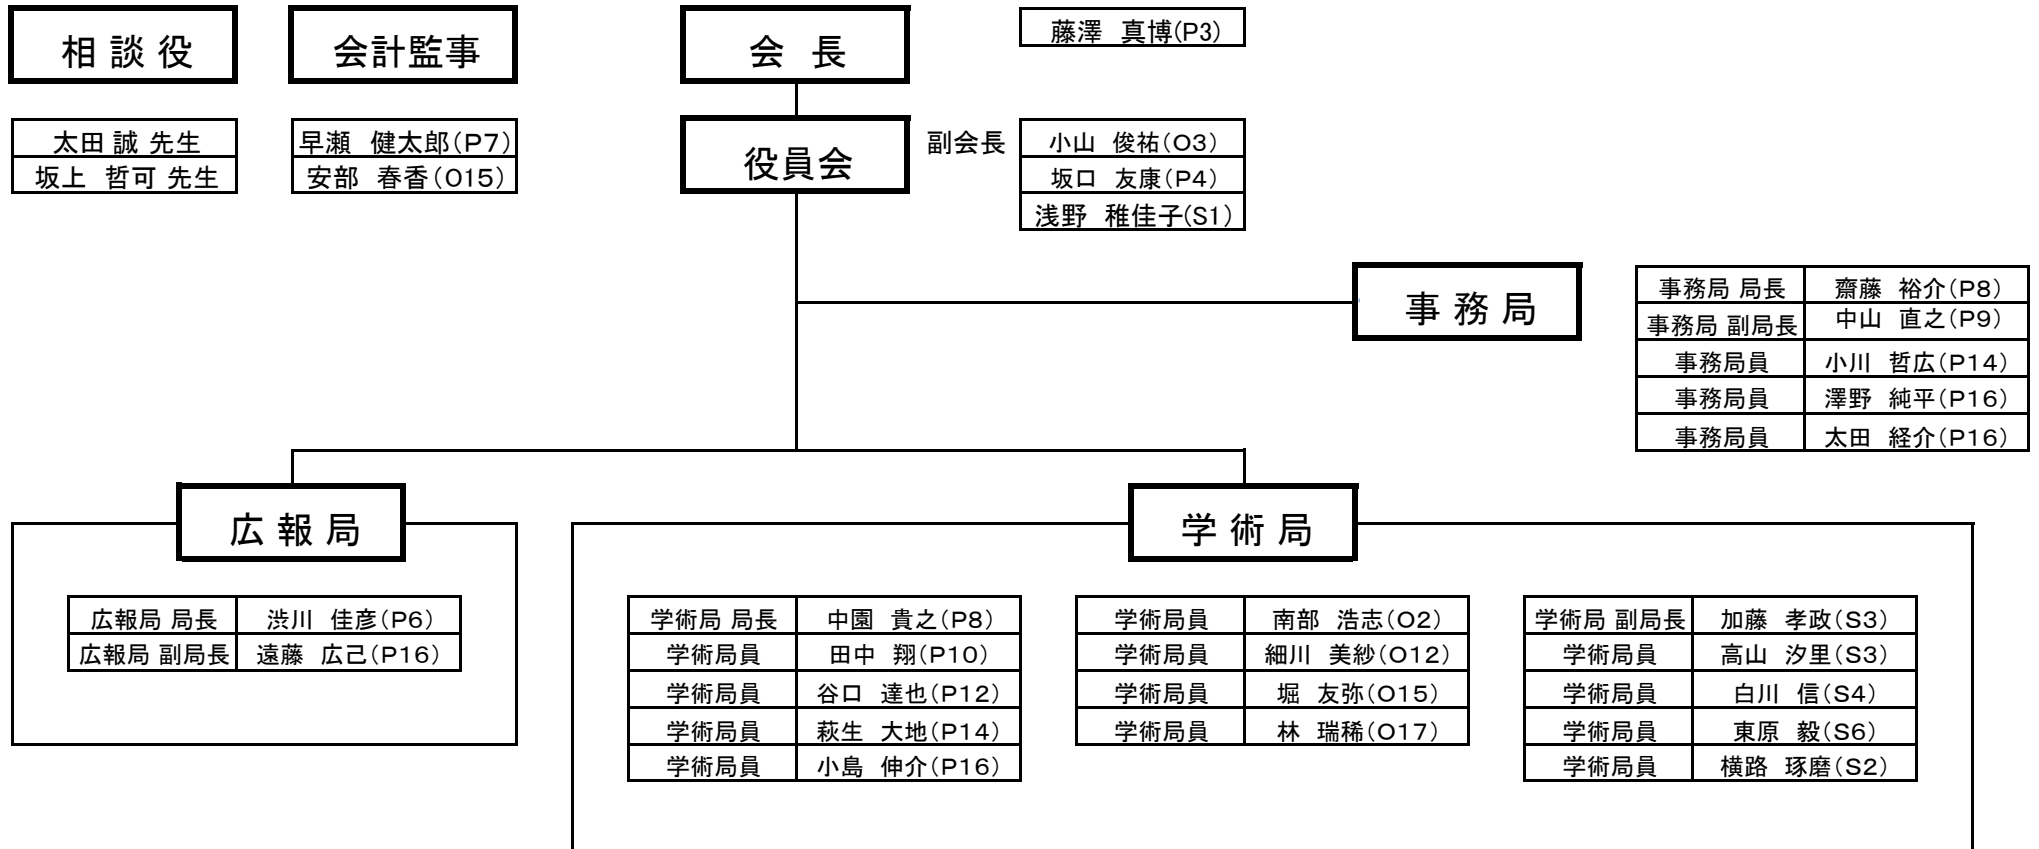 相 談 役
会計監事
会 長
藤澤 真博(P3)
太田 誠 先生
坂上 哲可 先生
早瀬 健太郎(P7)
安部 春香(O15)
役員会
副会長
小山 俊祐(O3)
坂口 友康(P4)
浅野 稚佳子(S1)
事 務 局
事務局 局長 齋藤 裕介(P8)
事務局 副局長 中山 直之(P9)
事務局員 小川 哲広(P14)
事務局員 澤野 純平(P16)
事務局員 太田 経介(P16)
広 報 局
広報局 局長 渋川 佳彦(P6)
広報局 副局長 遠藤 広己(P16)
学 術 局
学術局 局長 中園 貴之(P8)
学術局員 田中 翔(P10)
学術局員 谷口 達也(P12)
学術局員 萩生 大地(P14)
学術局員 小島 伸介(P16)
学術局員 南部 浩志(O2)
学術局員 細川 美紗(O12)
学術局員 堀 友弥(O15)
学術局員 林 瑞稀(O17)
学術局 副局長 加藤 孝政(S3)
学術局員 高山 汐里(S3)
学術局員 白川 信(S4)
学術局員 東原 毅(S6)
学術局員 横路 琢磨(S2)